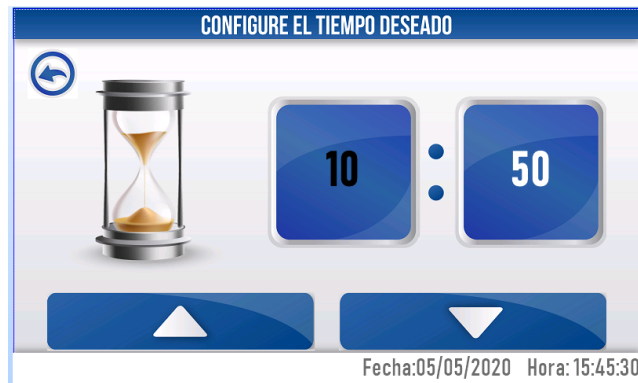 CONFIGURE EL TIEMPO DESEADO
10 : 50
Fecha:05/05/2020 Hora: 15:45:30